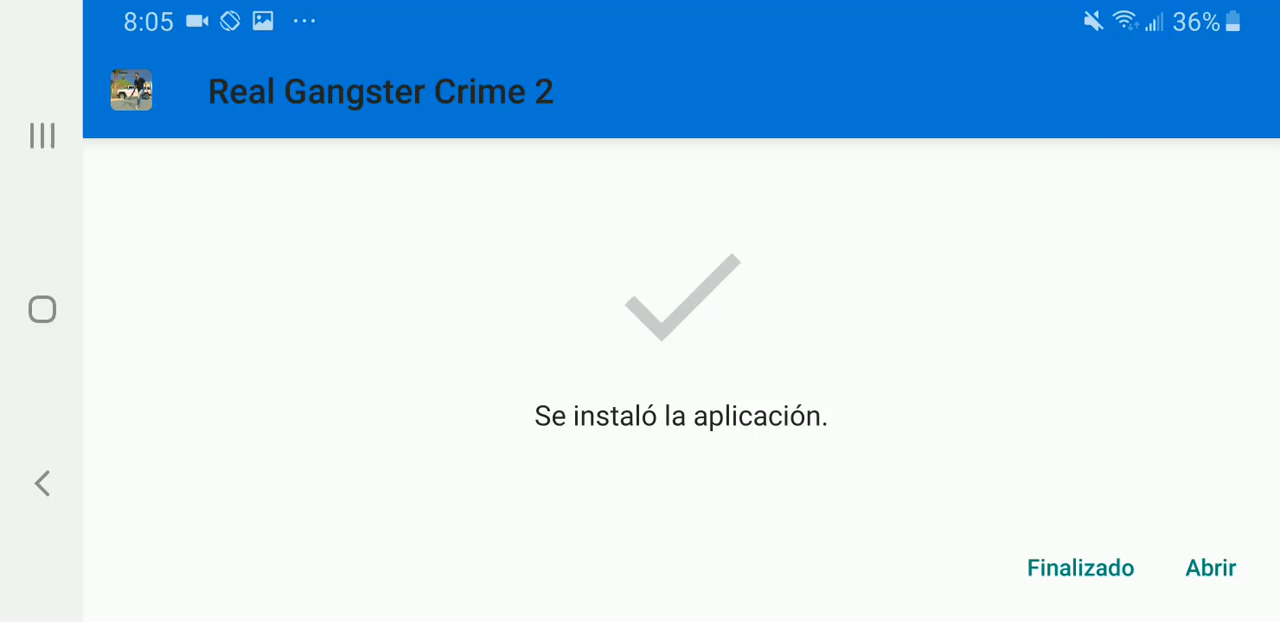 8:05 36%
Real Gangster Crime 2
Se instaló la aplicación.
Finalizado Abrir